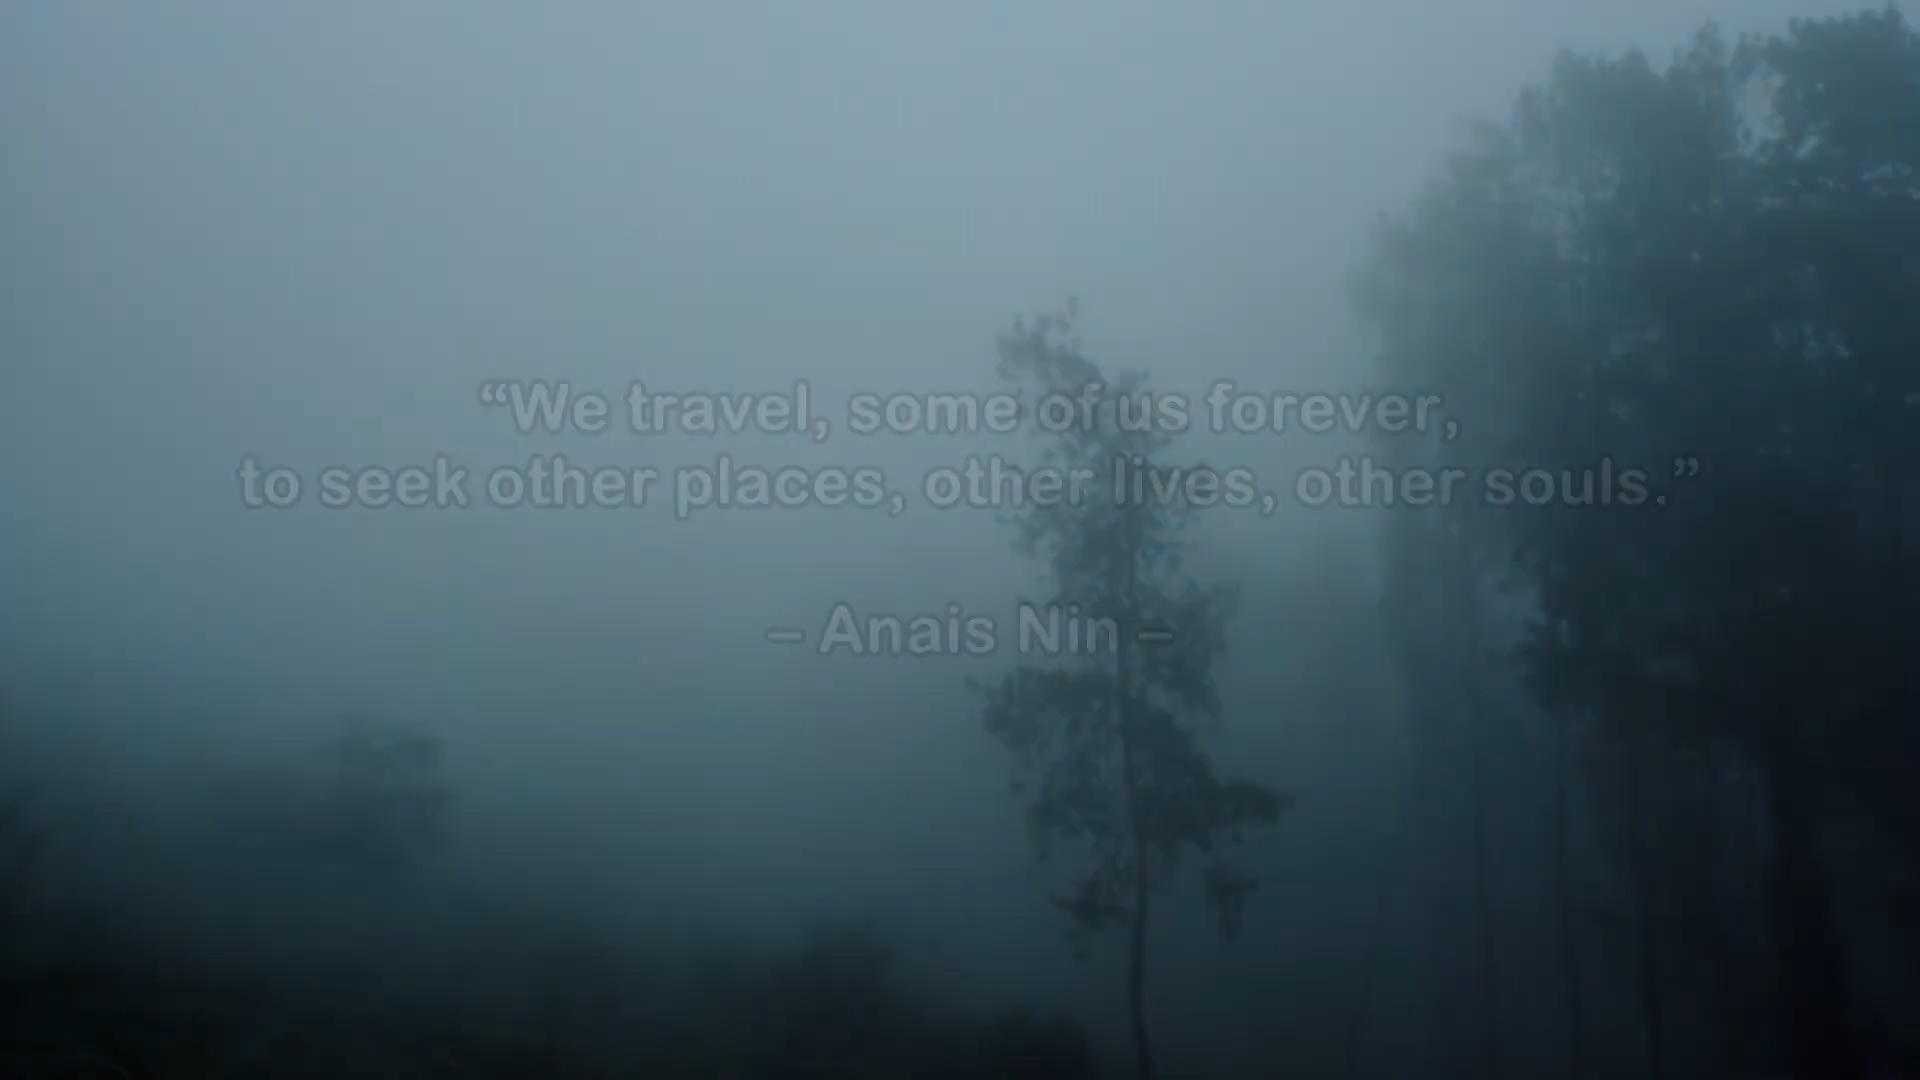 “We travel, some of us forever,
to seek other places, other lives, other souls.”
– Anais Nin –